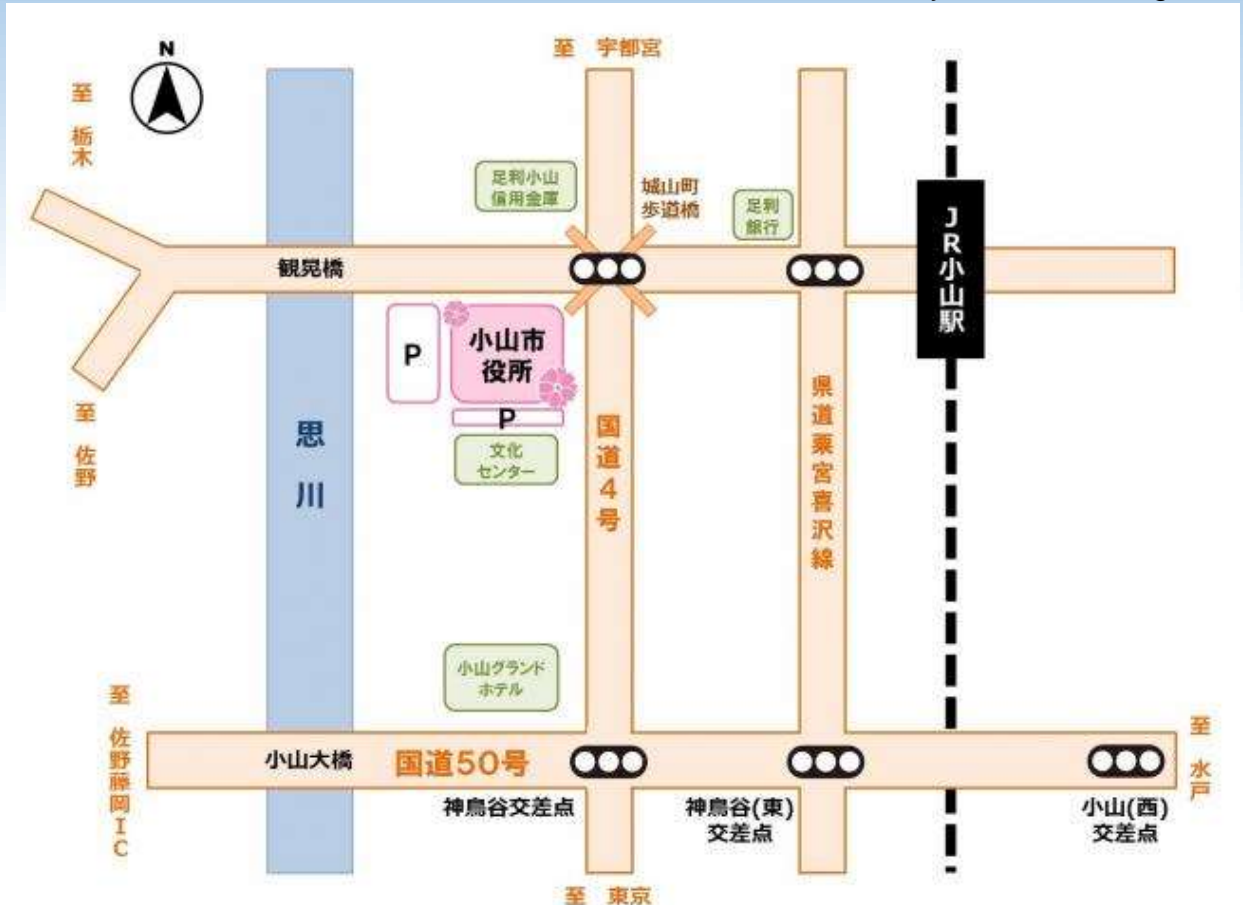 N
至 宇都宮
至 栃木
足利小山
信用金庫
城山町
歩道橋
足利
銀行
JR小山駅
観晃橋
P
小山市
役所
P
文化
センター
至 佐野
思川
国道4号
県道粟宮喜沢線
小山グランド
ホテル
至 佐野藤岡IC
小山大橋
国道50号
至 水戸
神鳥谷交差点
神鳥谷(東)
交差点
小山(西)
交差点
至 東京